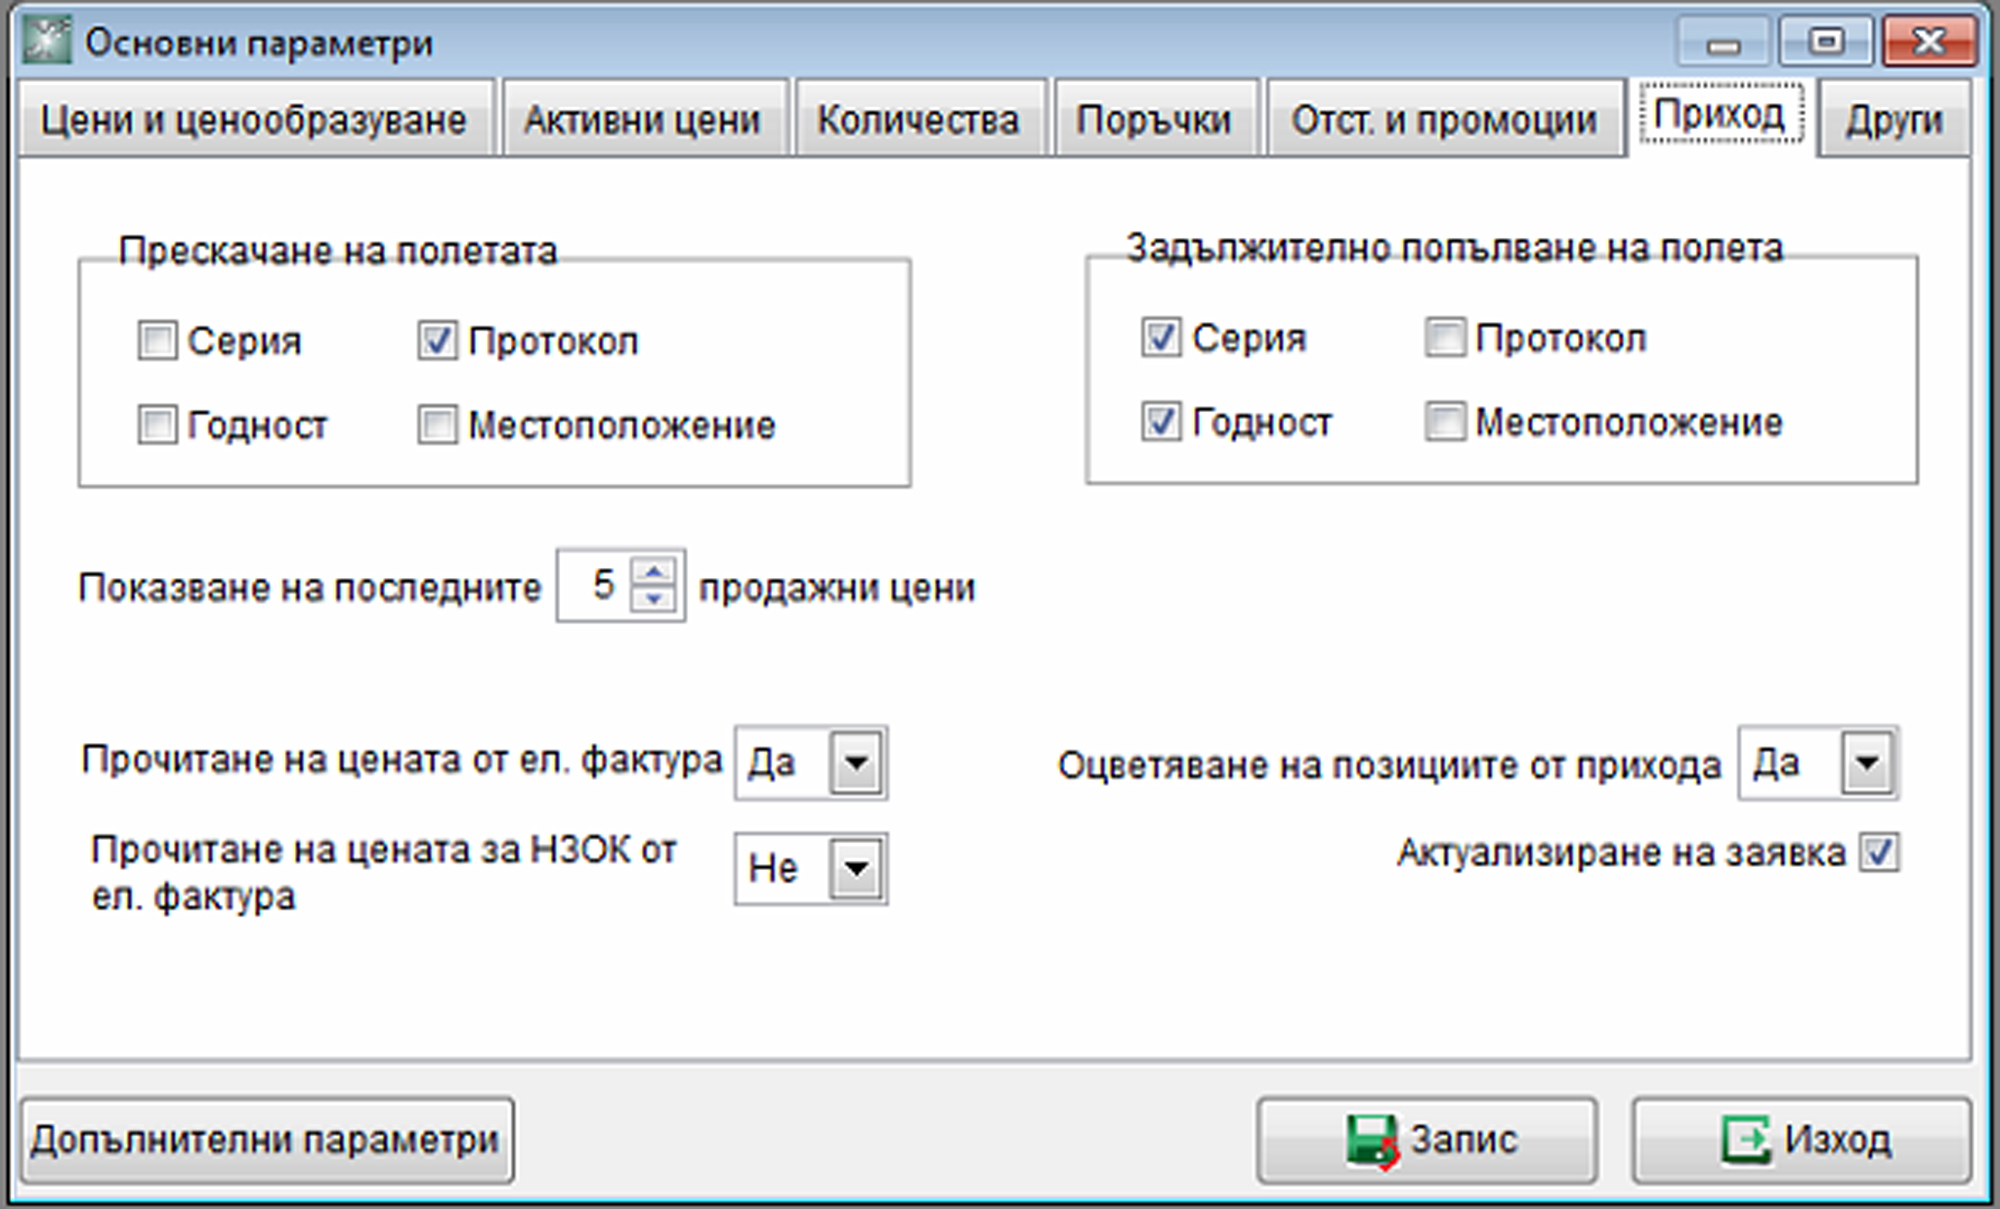 Основни параметри
Цени и ценообразуване Активни цени Количества Поръчки Отст. и промоции Приход Други
Прескачане на полетата
Серия Протокол
Годност Местоположение
Задължително попълване на полета
Серия Протокол
Годност Местоположение
Показване на последните 5 продажни цени
Прочитане на цената от ел. фактура Да
Оцветяване на позициите от прихода Да
Прочитане на цената за НЗОК от
ел. фактура
Не
Актуализиране на заявка
Допълнителни параметри Запис Изход